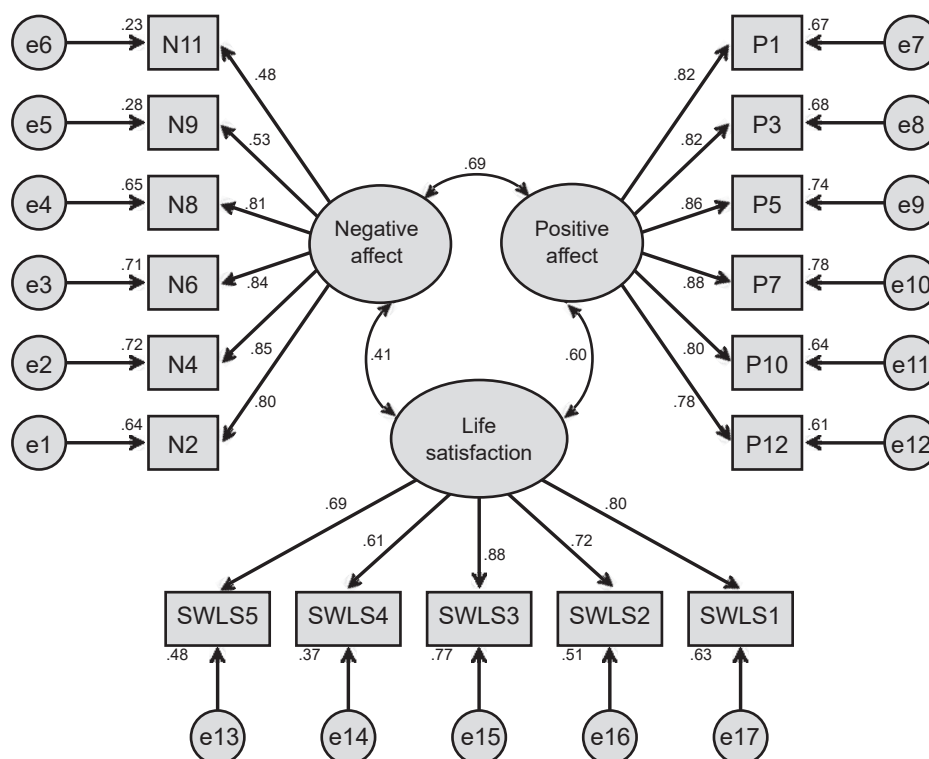 e6 .23 N11 .48
e5 .28 N9 .53
e4 .65 N8 .81
e3 .71 N6 .84
e2 .72 N4 .85
e1 .64 N2 .80
Negative
affect
.69
Positive
affect
.82 P1 .67 e7
.82 P3 .68 e8
.86 P5 .74 e9
.88 P7 .78 e10
.80 P10 .64 e11
.78 P12 .61 e12
.41
.60
Life
satisfaction
.69 .61 .88 .72 .80
SWLS5 SWLS4 SWLS3 SWLS2 SWLS1
.48 .37 .77 .51 .63
e13 e14 e15 e16 e17